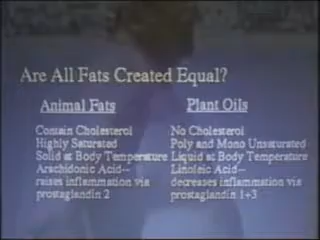 Are All Fats Created Equal?
Animal Fats
Contain Cholesterol
Highly Saturated
Solid at Body Temperature
Arachidonic Acid--
raises inflammation via
prostaglandin 2
Plant Oils
No Cholesterol
Poly and Mono Unsaturated
Liquid at Body Temperature
Linoleic Acid--
decreases inflammation via
prostaglandin 1+3